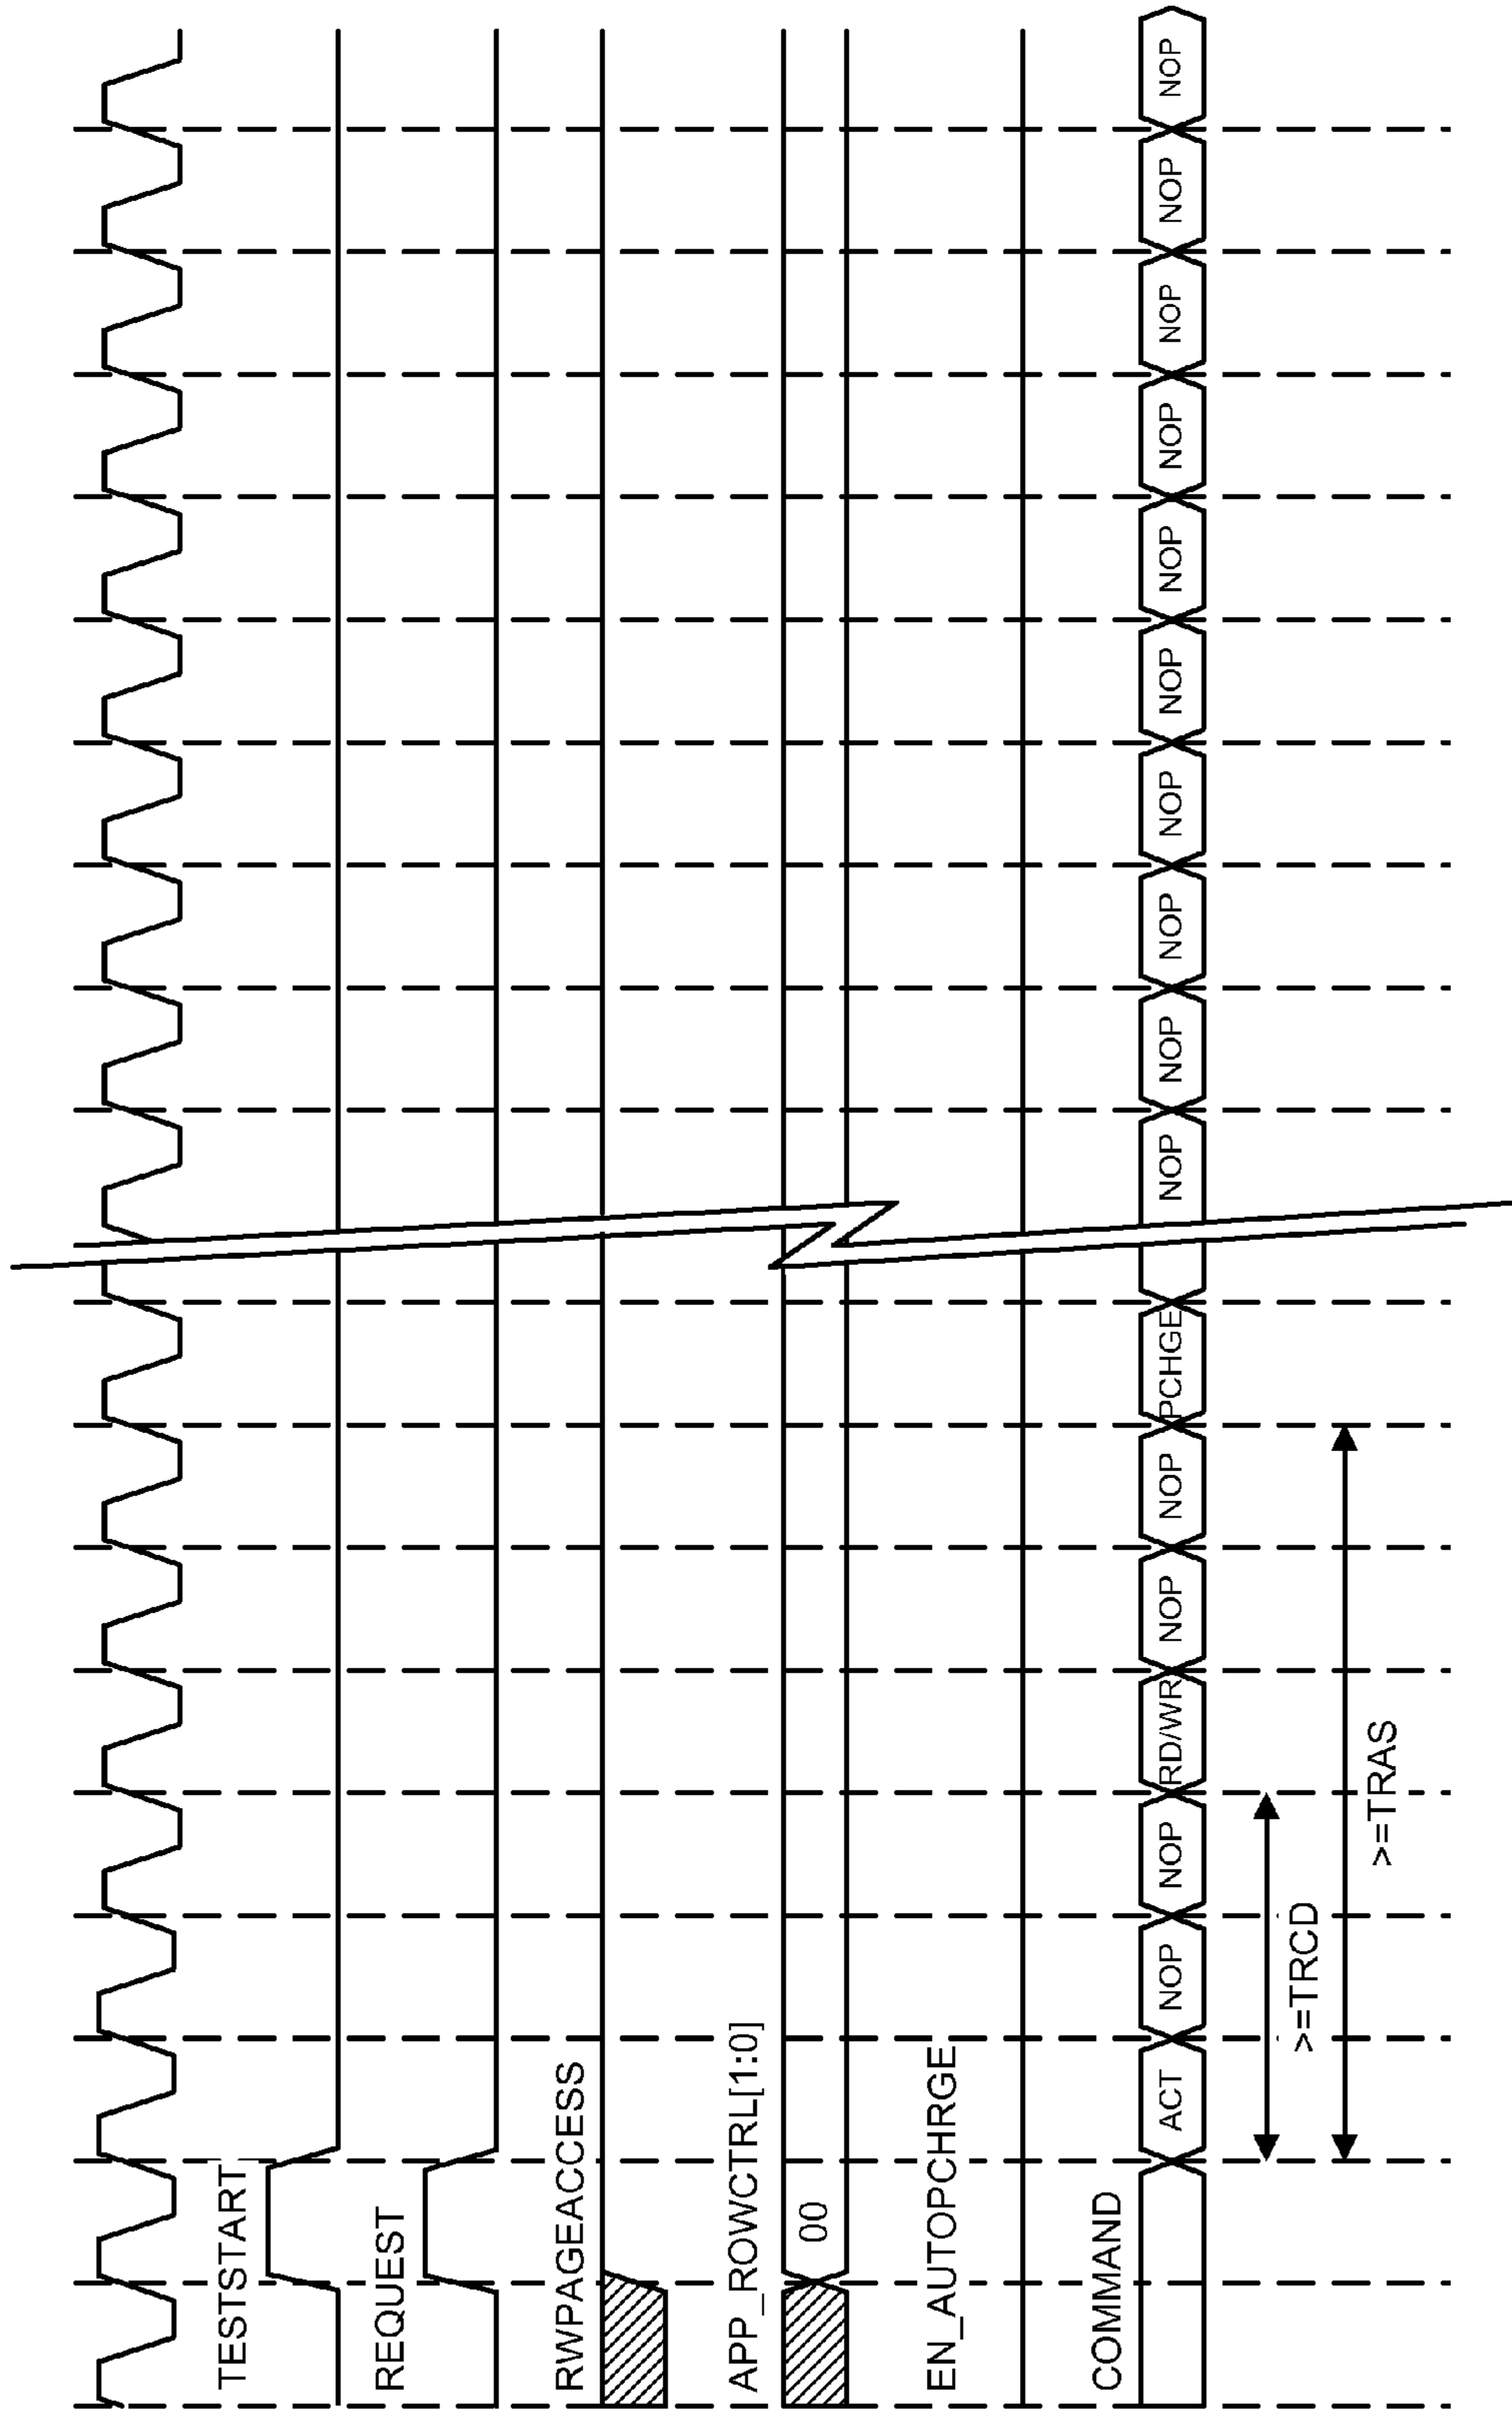 TESTSTART
REQUEST
RWPAGEACCESS
APP_ROWCTRL[1:0]
00
EN_AUTOPCHRGE
COMMAND
ACT NOP NOP RD/WR NOP NOP PCHGE NOP NOP NOP NOP NOP NOP NOP NOP NOP NOP
>=TRCD
>=TRAS